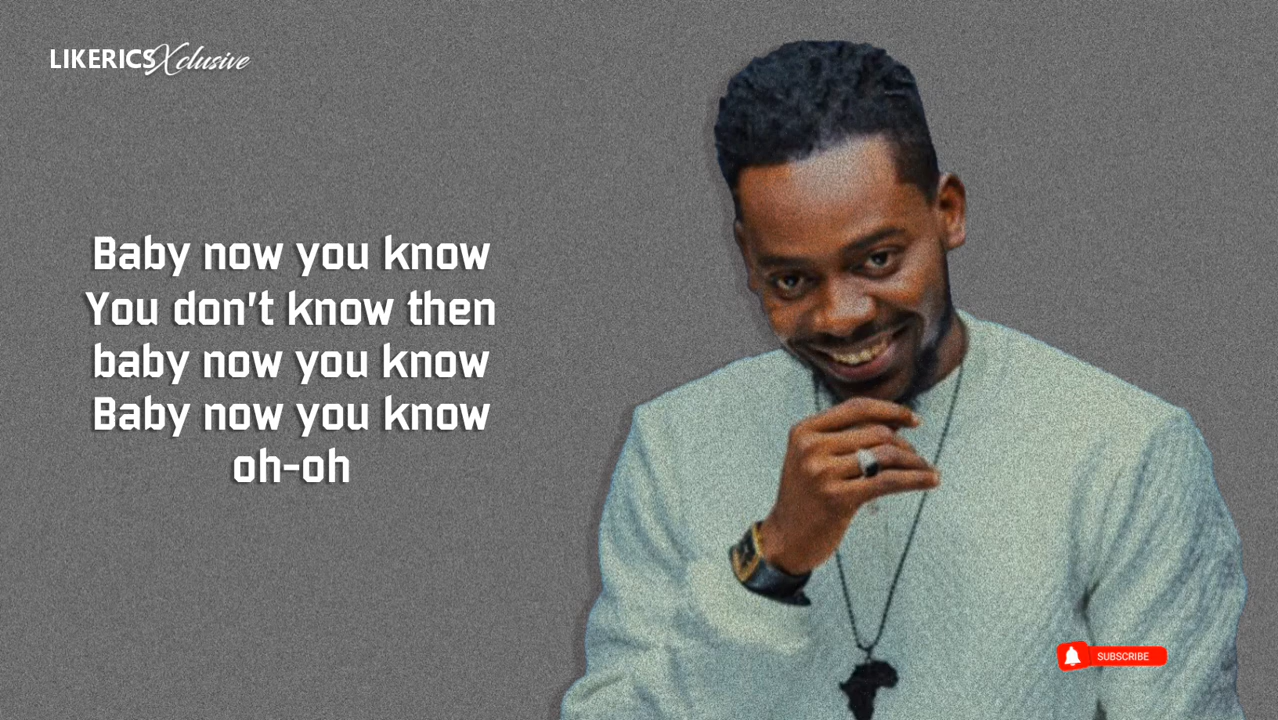 LIKERICSXclusive
Baby now you know
You don't know then
baby now you know
Baby now you know
oh-oh
SUBSCRIBE